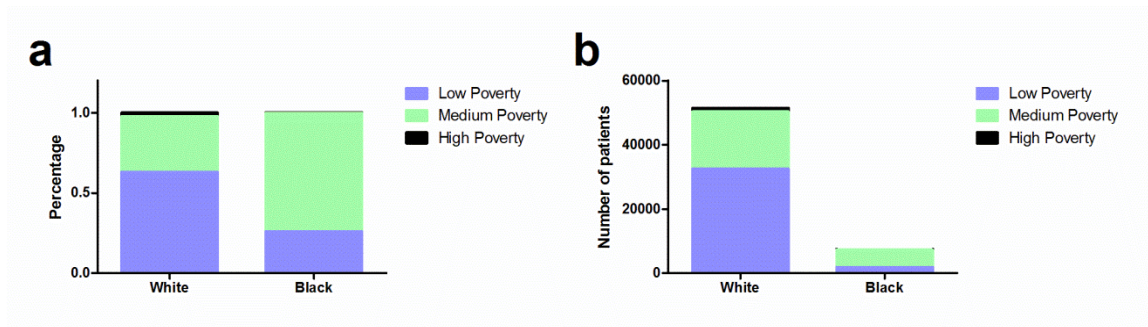 a
Percentage
1.0
0.5
0.0
White
Black
Low Poverty
Medium Poverty
High Poverty
b
Number of patients
60000
40000
20000
0
White
Black
Low Poverty
Medium Poverty
High Poverty